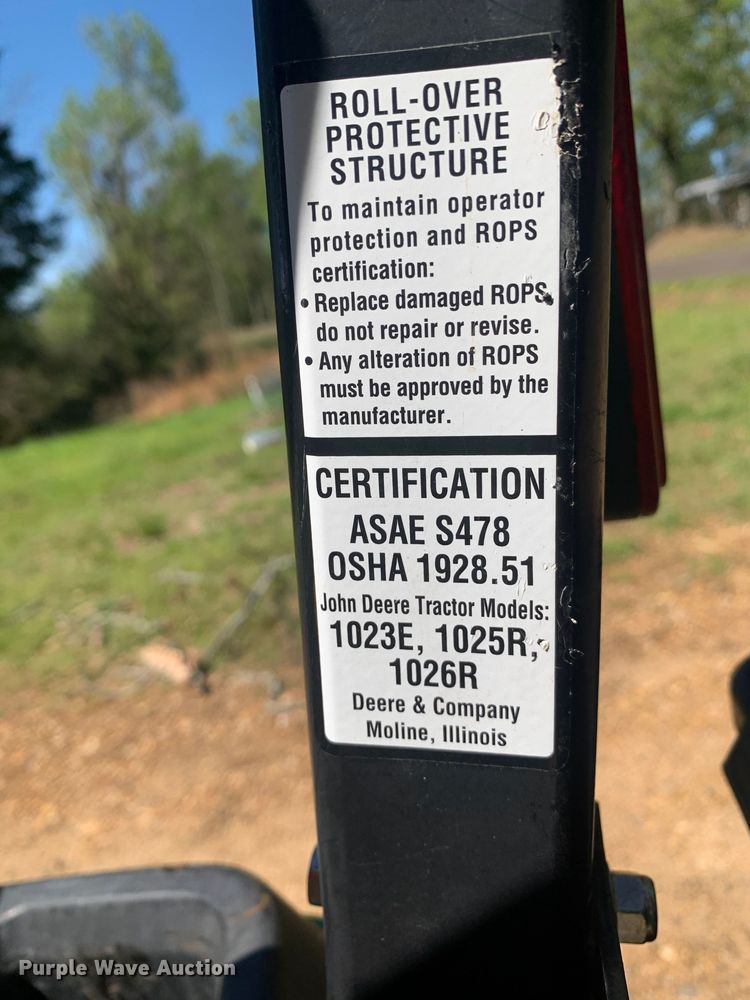 ROLL-OVER
PROTECTIVE
STRUCTURE
To maintain operator
protection and ROPS
certification:
• Replace damaged ROPS,
do not repair or revise.
• Any alteration of ROPS
must be approved by the
manufacturer.
CERTIFICATION
ASAE S478
OSHA 1928.51
John Deere Tractor Models:
1023E, 1025R,
1026R
Deere & Company
Moline, Illinois
Purple Wave Auction